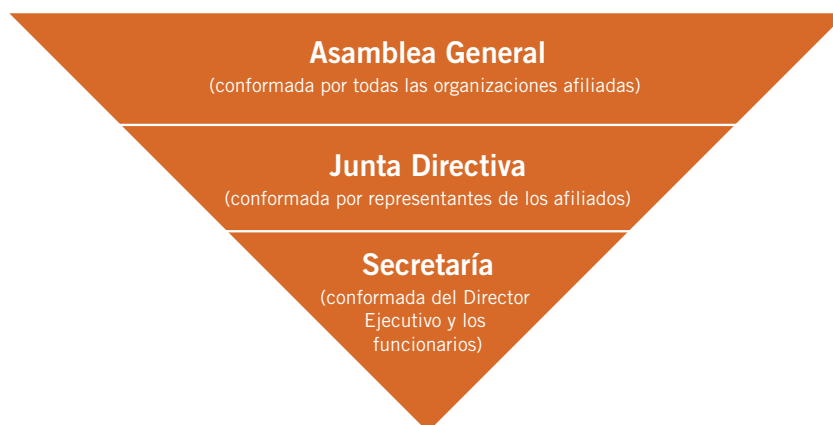 Asamblea General
(conformada por todas las organizaciones afiliadas)
Junta Directiva
(conformada por representantes de los afiliados)
Secretaría
(conformada del Director
Ejecutivo y los
funcionarios)